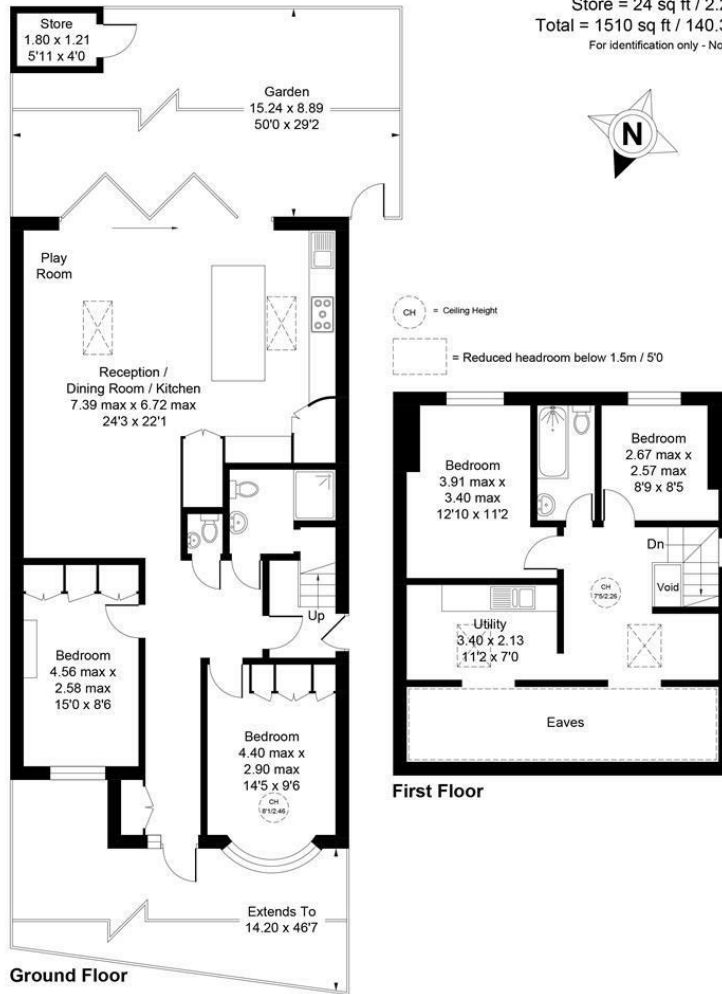 Store = 24 sq ft / 2.2
Total = 1510 sq ft / 140.3
For identification only - No
Store
1.80 x 1.21
5'11 x 4'0
Garden
15.24 x 8.89
50'0 x 29'2
N
Play
Room
Reception /
Dining Room / Kitchen
7.39 max x 6.72 max
24'3 x 22'1
CH = Ceiling Height
= Reduced headroom below 1.5m / 5'0
Up
Bedroom
4.56 max x
2.58 max
15'0 x 8'6
Bedroom
4.40 max x
2.90 max
14'5 x 9'6
CH
8'1/2.46
Extends To
14.20 x 46'7
Ground Floor
Bedroom
3.91 max x
3.40 max
12'10 x 11'2
Bedroom
2.67 max x
2.57 max
8'9 x 8'5
Dn
Void
CH
7'5/2.26
Utility
3.40 x 2.13
11'2 x 7'0
Eaves
First Floor